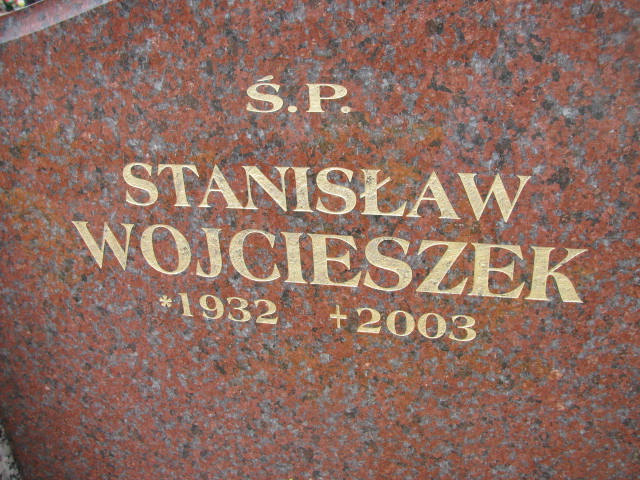 Ś.P.
STANISŁAW
WOJCIESZEK
*1932 +2003